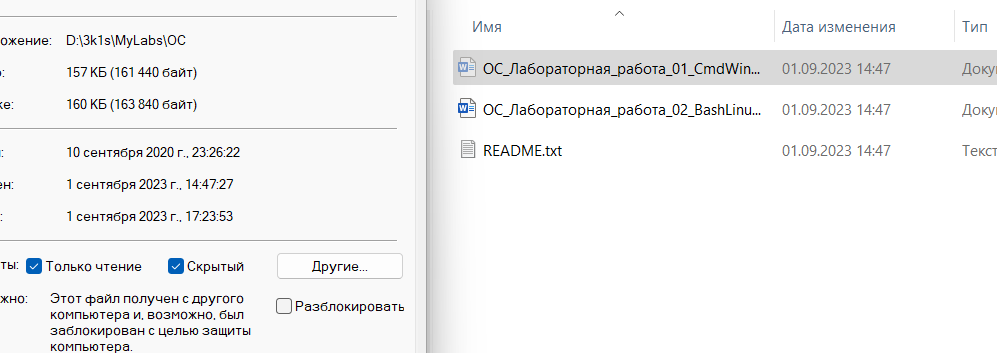 ожение: D:\3k1s\MyLabs\ОС
о: 157 КБ (161 440 байт)
ке: 160 КБ (163 840 байт)
: 10 сентября 2020 г., 23:26:22
ен: 1 сентября 2023 г., 14:47:27
: 1 сентября 2023 г., 17:23:53
ты: Только чтение Скрытый Другие...
жно: Этот файл получен с другого
компьютера и, возможно, был
заблокирован с целью защиты
компьютера.
Разблокировать
Имя Дата изменения Тип
ОС_Лабораторная_работа_01_CmdWin... 01.09.2023 14:47 Доку
ОС_Лабораторная_работа_02_BashLinu... 01.09.2023 14:47 Доку
README.txt 01.09.2023 14:47 Текст